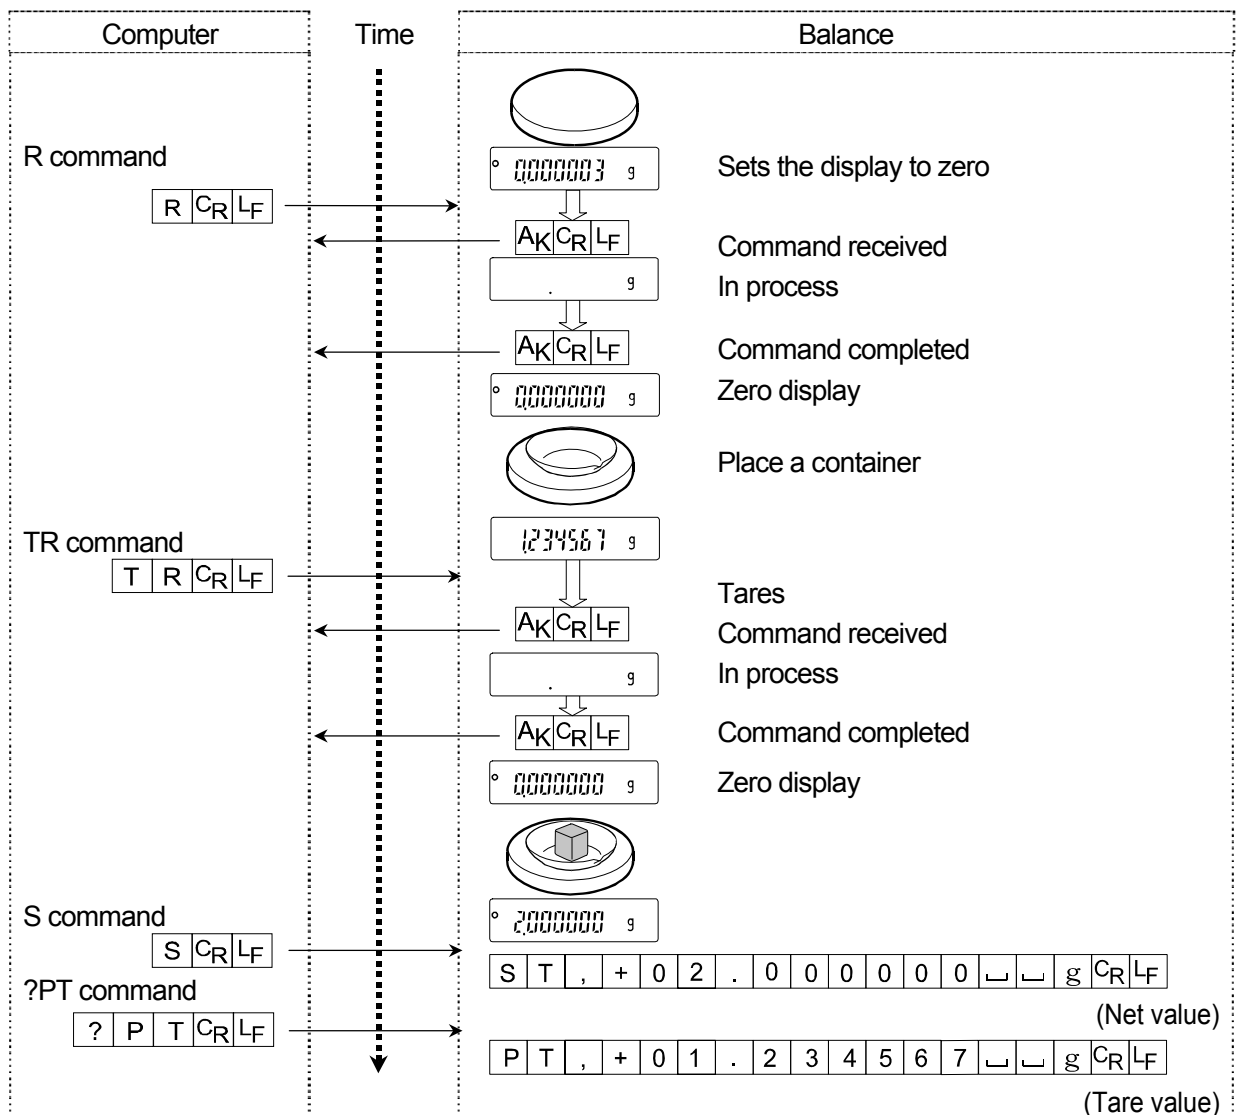 Computer Time Balance
R command
0.000003 g Sets the display to zero
R CR LF
AK CR LF Command received
. g In process
AK CR LF Command completed
0.000000 g Zero display
Place a container
1.234567 g
TR command
T R CR LF
Tares
AK CR LF Command received
. g In process
AK CR LF Command completed
0.000000 g Zero display
S command
2.000000 g
S CR LF
S T , + 0 2 . 0 0 0 0 0 0 ␣ ␣ g CR LF
?PT command
(Net value)
? P T CR LF
P T , + 0 1 . 2 3 4 5 6 7 ␣ ␣ g CR LF
(Tare value)